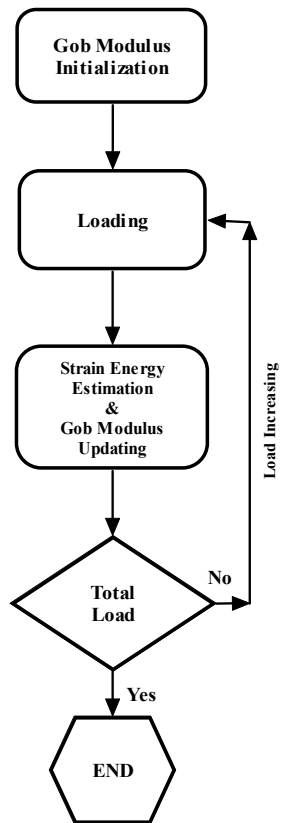 Gob Modulus
Initialization
Loading
Strain Energy
Estimation
&
Gob Modulus
Updating
Load Increasing
Total
Load
No
Yes
END